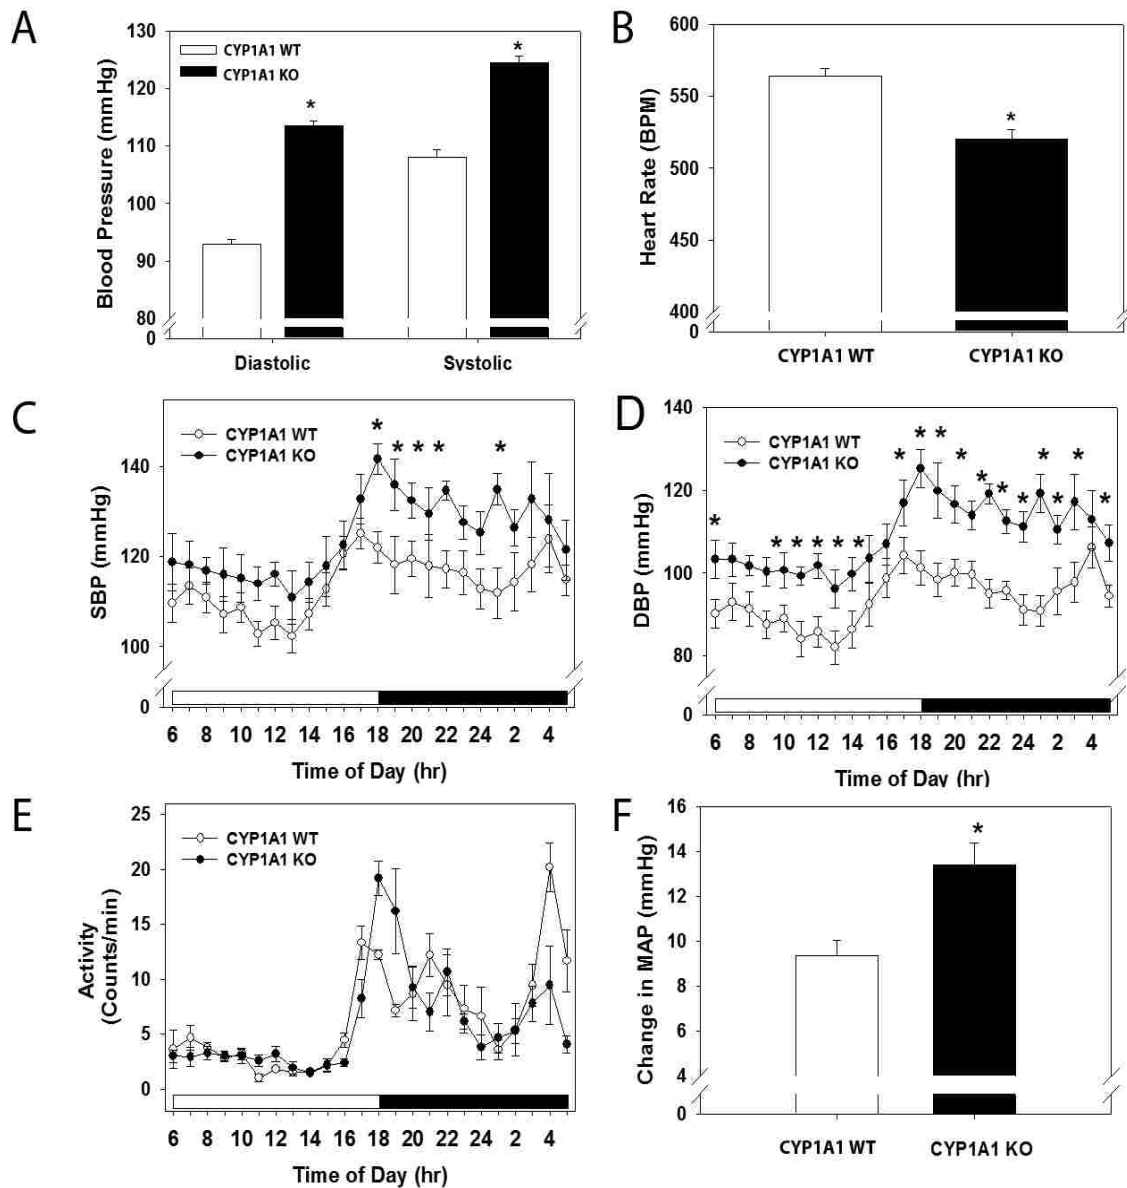 A
Blood Pressure (mmHg)
130
120
110
100
90
80
0
CYP1A1 WT
CYP1A1 KO
*
*
Diastolic
Systolic
B
Heart Rate (BPM)
600
550
500
450
400
0
*
CYP1A1 WT
CYP1A1 KO
C
SBP (mmHg)
140
120
100
0
CYP1A1 WT
CYP1A1 KO
* * * * *
6 8 10 12 14 16 18 20 22 24 2 4
Time of Day (hr)
D
DBP (mmHg)
140
120
100
80
0
CYP1A1 WT
CYP1A1 KO
* * * * * * * * * * * * * * * * *
6 8 10 12 14 16 18 20 22 24 2 4
Time of Day (hr)
E
Activity
(Counts/min)
25
20
15
10
5
0
CYP1A1 WT
CYP1A1 KO
6 8 10 12 14 16 18 20 22 24 2 4
Time of Day (hr)
F
Change in MAP (mmHg)
16
14
12
10
8
6
4
0
*
CYP1A1 WT
CYP1A1 KO